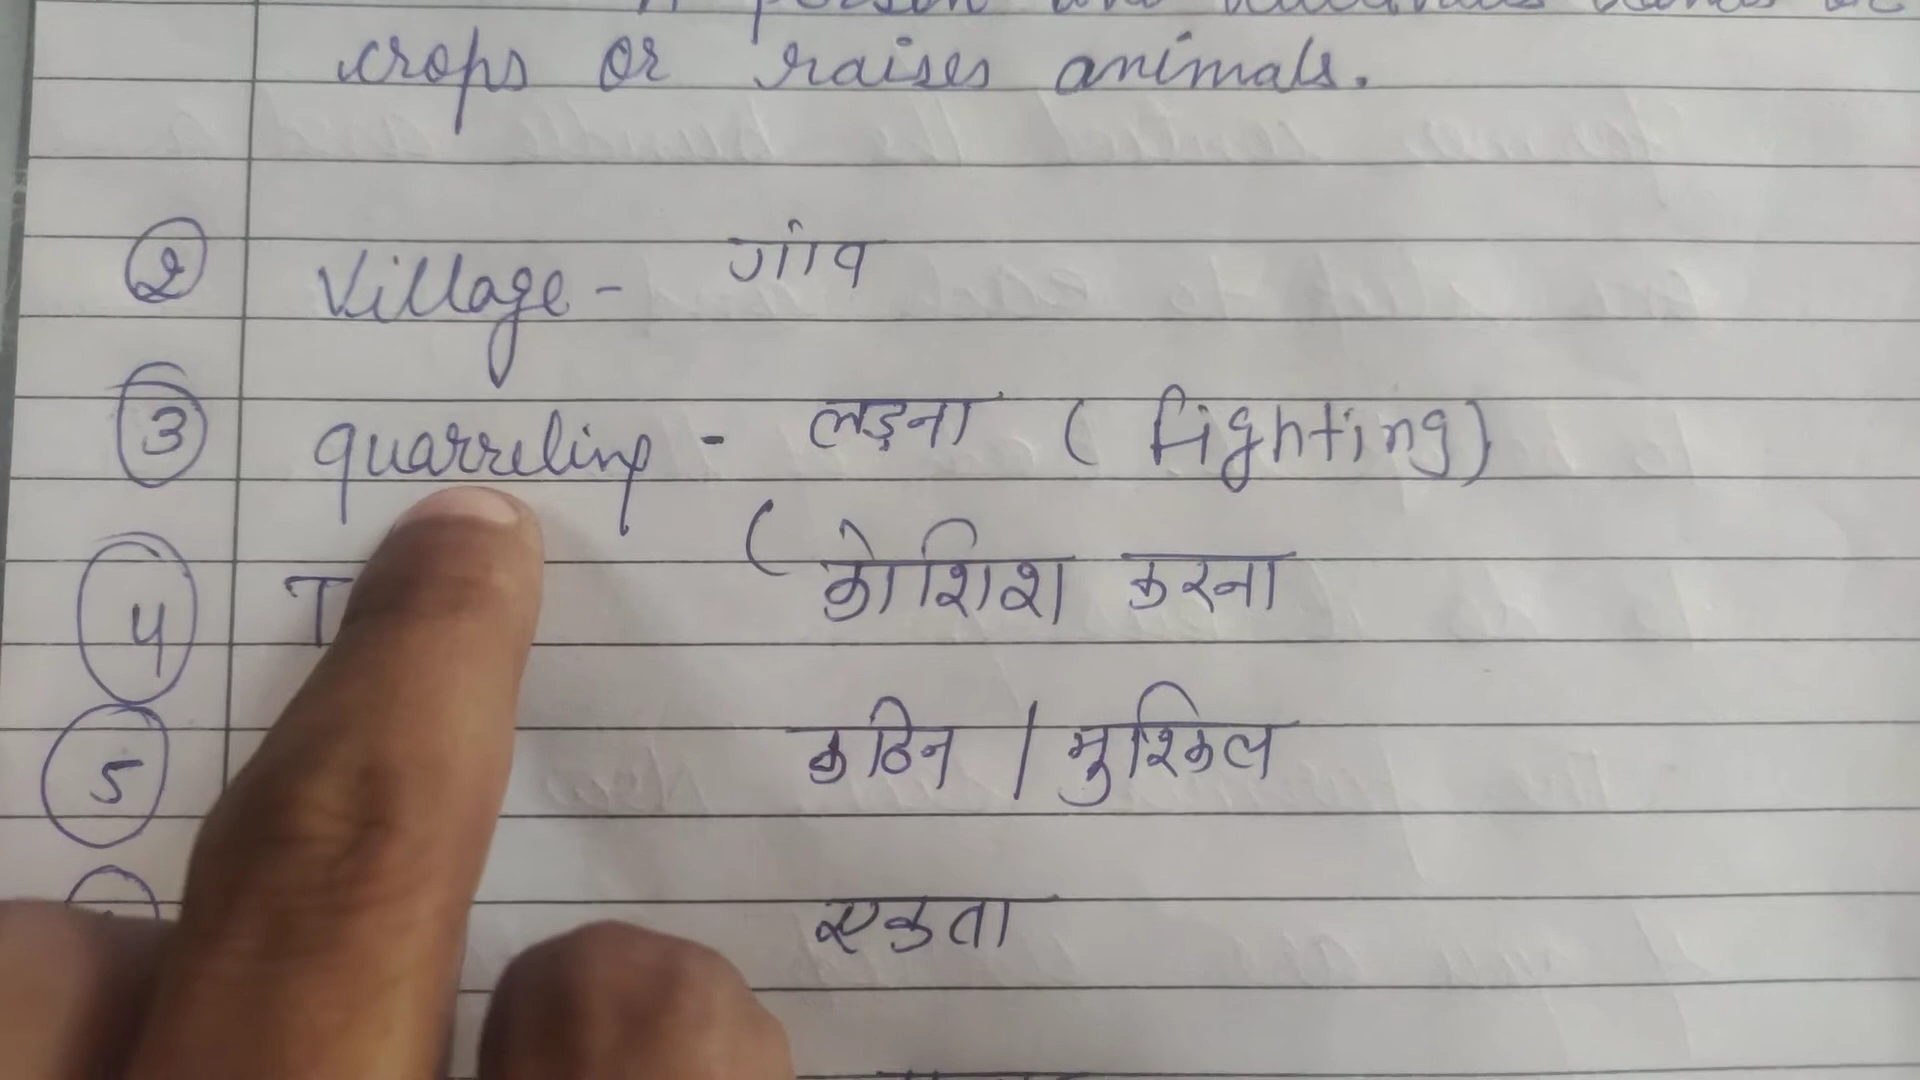 crops or raises animals.
② Village - गांव
③ quarreling - लड़ना (fighting)
④ T ( कोशिश करना
⑤ कठिन / मुश्किल
एकता